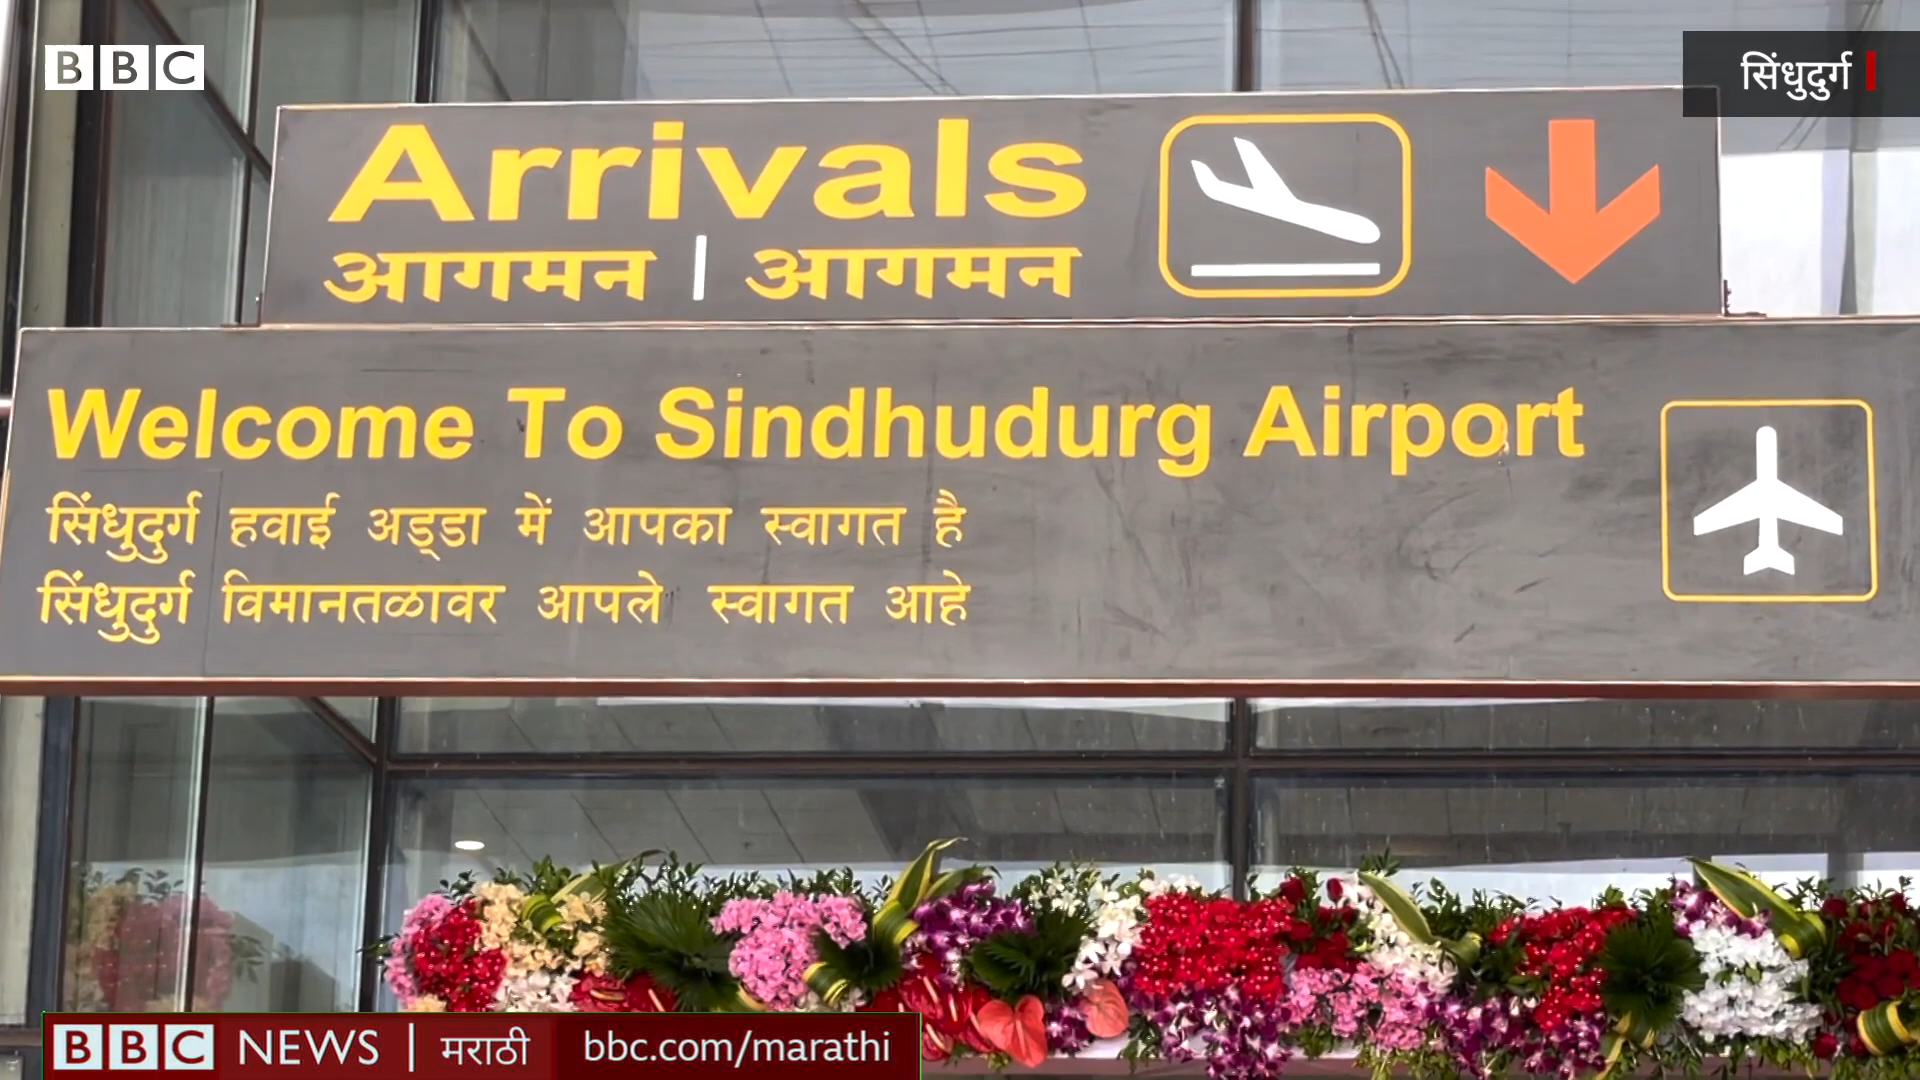 BBC
सिंधुदुर्ग
Arrivals
आगमन | आगमन
Welcome To Sindhudurg Airport
सिंधुदुर्ग हवाई अड्डा में आपका स्वागत है
सिंधुदुर्ग विमानतळावर आपले स्वागत आहे
BBC NEWS | मराठी bbc.com/marathi